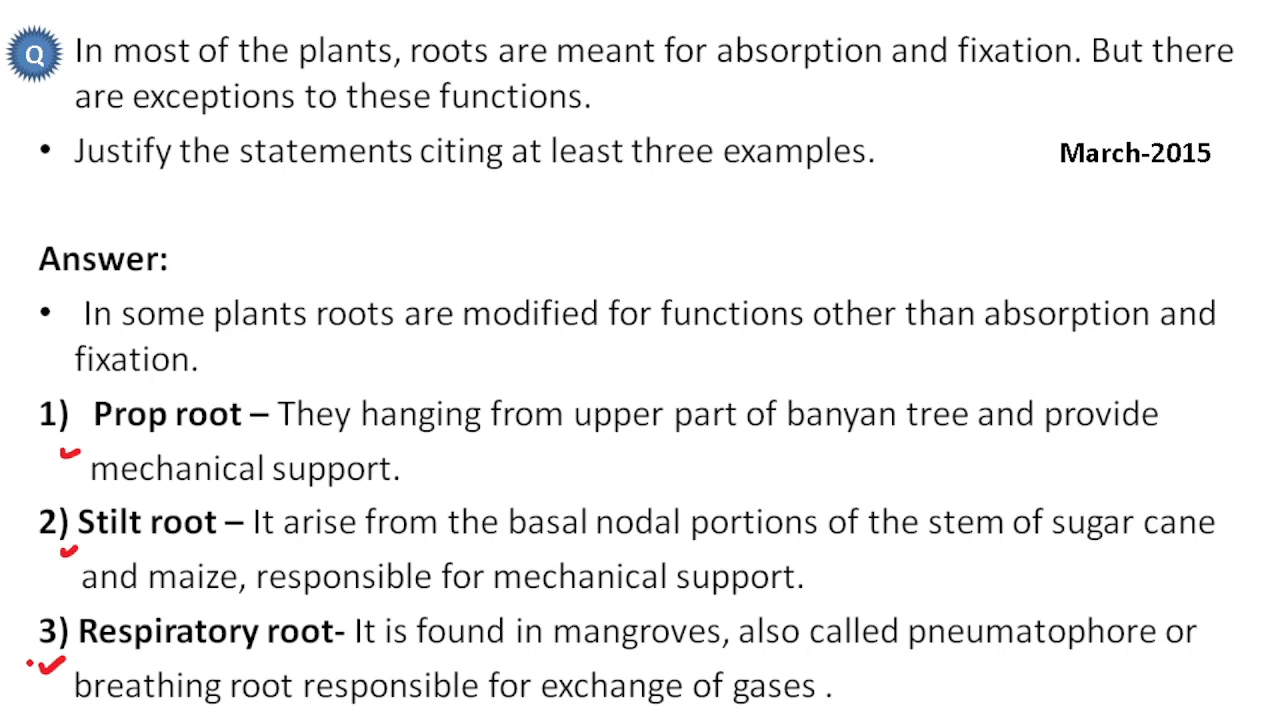 Q In most of the plants, roots are meant for absorption and fixation. But there
are exceptions to these functions.
• Justify the statements citing at least three examples. March-2015
Answer:
• In some plants roots are modified for functions other than absorption and
fixation.
1) Prop root – They hanging from upper part of banyan tree and provide
mechanical support.
2) Stilt root – It arise from the basal nodal portions of the stem of sugar cane
and maize, responsible for mechanical support.
3) Respiratory root- It is found in mangroves, also called pneumatophore or
breathing root responsible for exchange of gases .